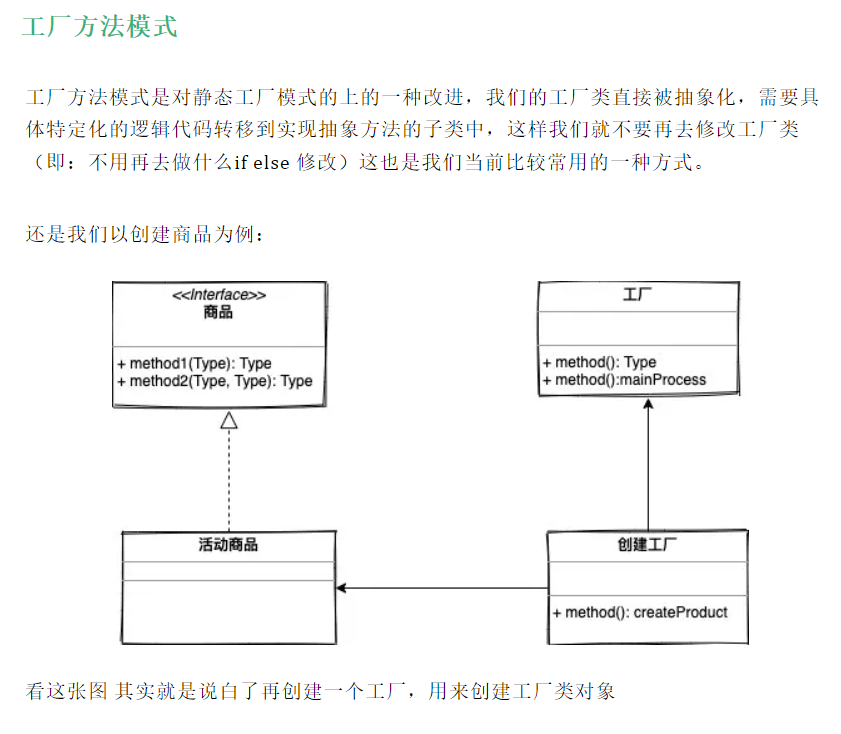 工厂方法模式
工厂方法模式是对静态工厂模式的上的一种改进，我们的工厂类直接被抽象化，需要具
体特定化的逻辑代码转移到实现抽象方法的子类中，这样我们就不要再去修改工厂类
（即：不用再去做什么if else 修改）这也是我们当前比较常用的一种方式。
还是我们以创建商品为例：
<<Interface>>
商品
+ method1(Type): Type
+ method2(Type, Type): Type
工厂
+ method(): Type
+ method():mainProcess
活动商品
创建工厂
+ method(): createProduct
看这张图 其实就是说白了再创建一个工厂，用来创建工厂类对象